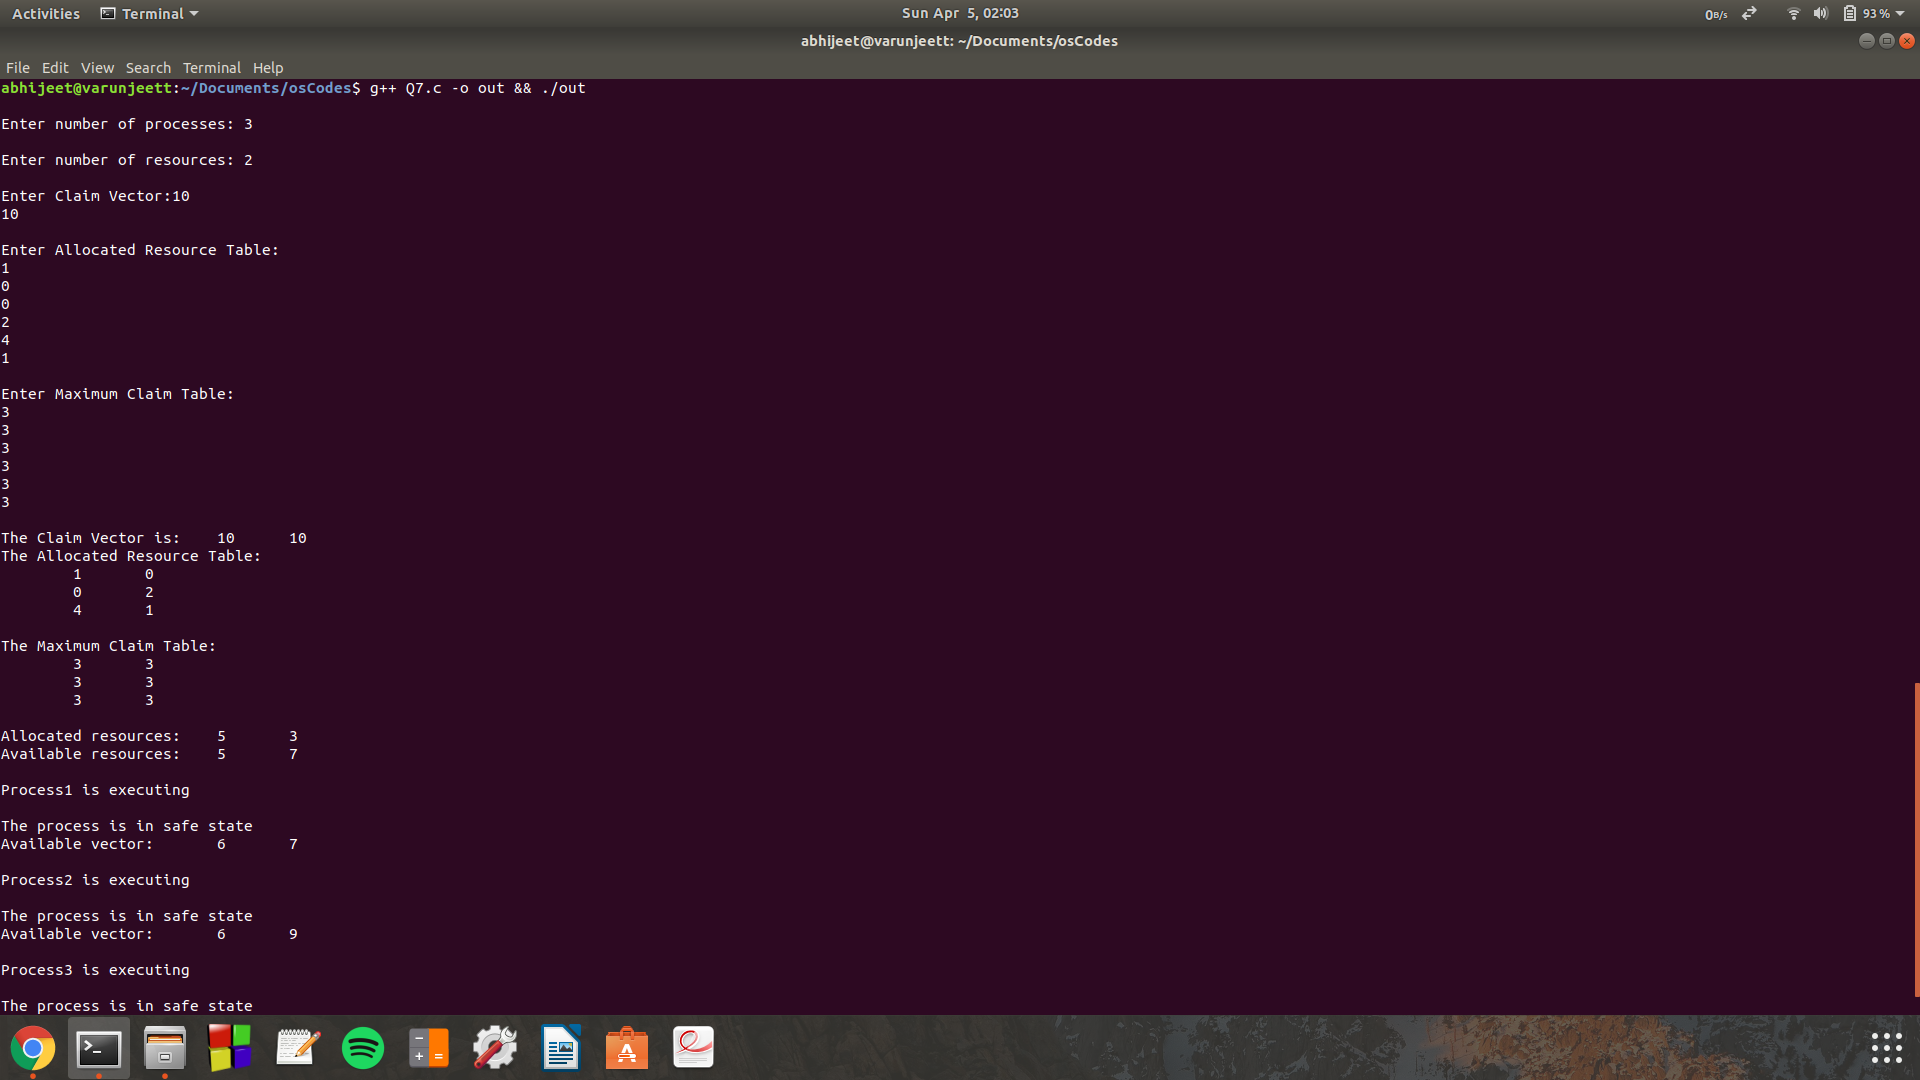 Activities Terminal Sun Apr 5, 02:03 0B/s 93 %
abhijeet@varunjeett: ~/Documents/osCodes
File Edit View Search Terminal Help
abhijeet@varunjeett:~/Documents/osCodes$ g++ Q7.c -o out && ./out
Enter number of processes: 3
Enter number of resources: 2
Enter Claim Vector:10
10
Enter Allocated Resource Table:
1
0
0
2
4
1
Enter Maximum Claim Table:
3
3
3
3
3
3
The Claim Vector is: 10 10
The Allocated Resource Table:
1 0
0 2
4 1
The Maximum Claim Table:
3 3
3 3
3 3
Allocated resources: 5 3
Available resources: 5 7
Process1 is executing
The process is in safe state
Available vector: 6 7
Process2 is executing
The process is in safe state
Available vector: 6 9
Process3 is executing
The process is in safe state